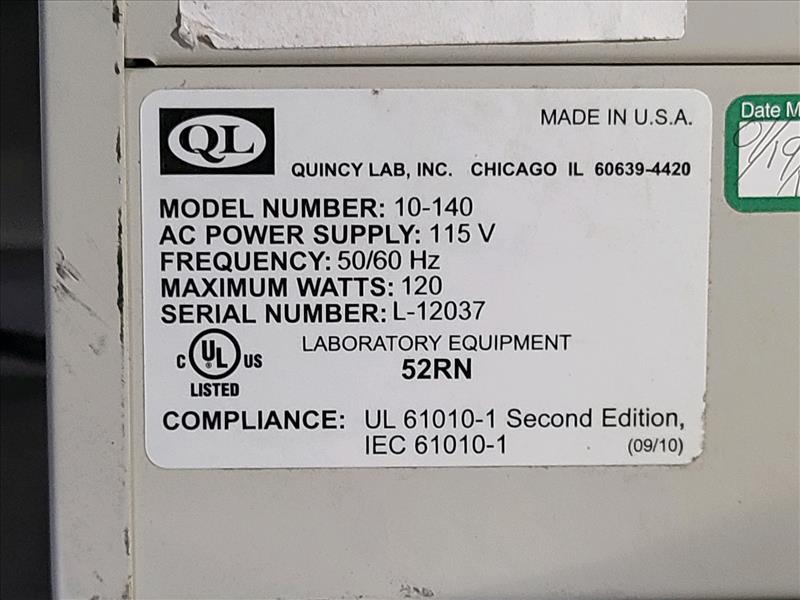 MADE IN U.S.A.
QL
QUINCY LAB, INC. CHICAGO IL 60639-4420
MODEL NUMBER: 10-140
AC POWER SUPPLY: 115 V
FREQUENCY: 50/60 Hz
MAXIMUM WATTS: 120
SERIAL NUMBER: L-12037
C UL US
LISTED
LABORATORY EQUIPMENT
52RN
COMPLIANCE: UL 61010-1 Second Edition,
IEC 61010-1
(09/10)
Date M